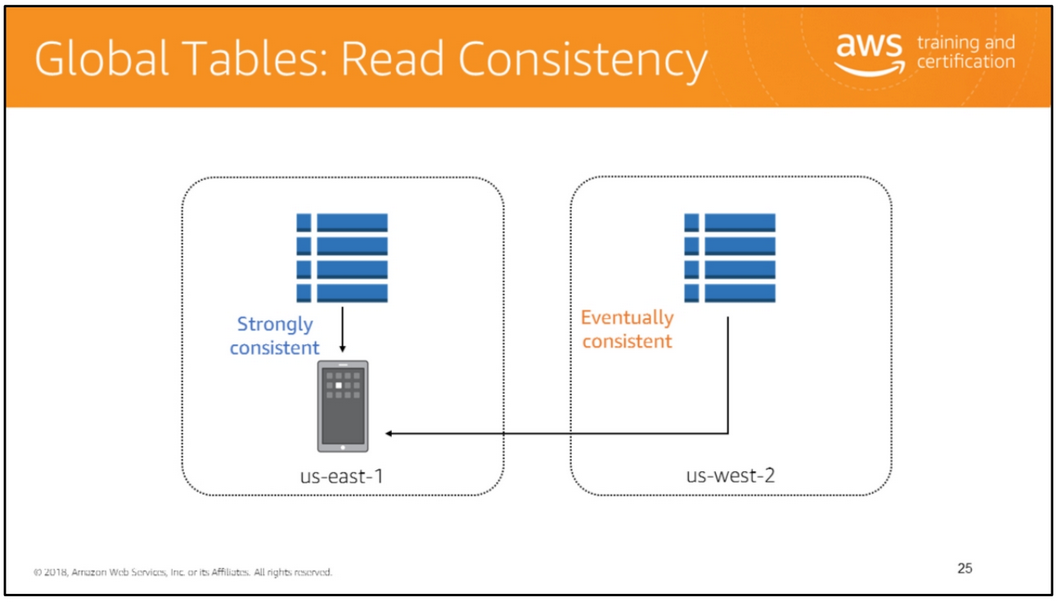 Global Tables: Read Consistency
aws
training and
certification
Strongly
consistent
Eventually
consistent
us-east-1
us-west-2
© 2018, Amazon Web Services, Inc. or its Affiliates. All rights reserved.
25